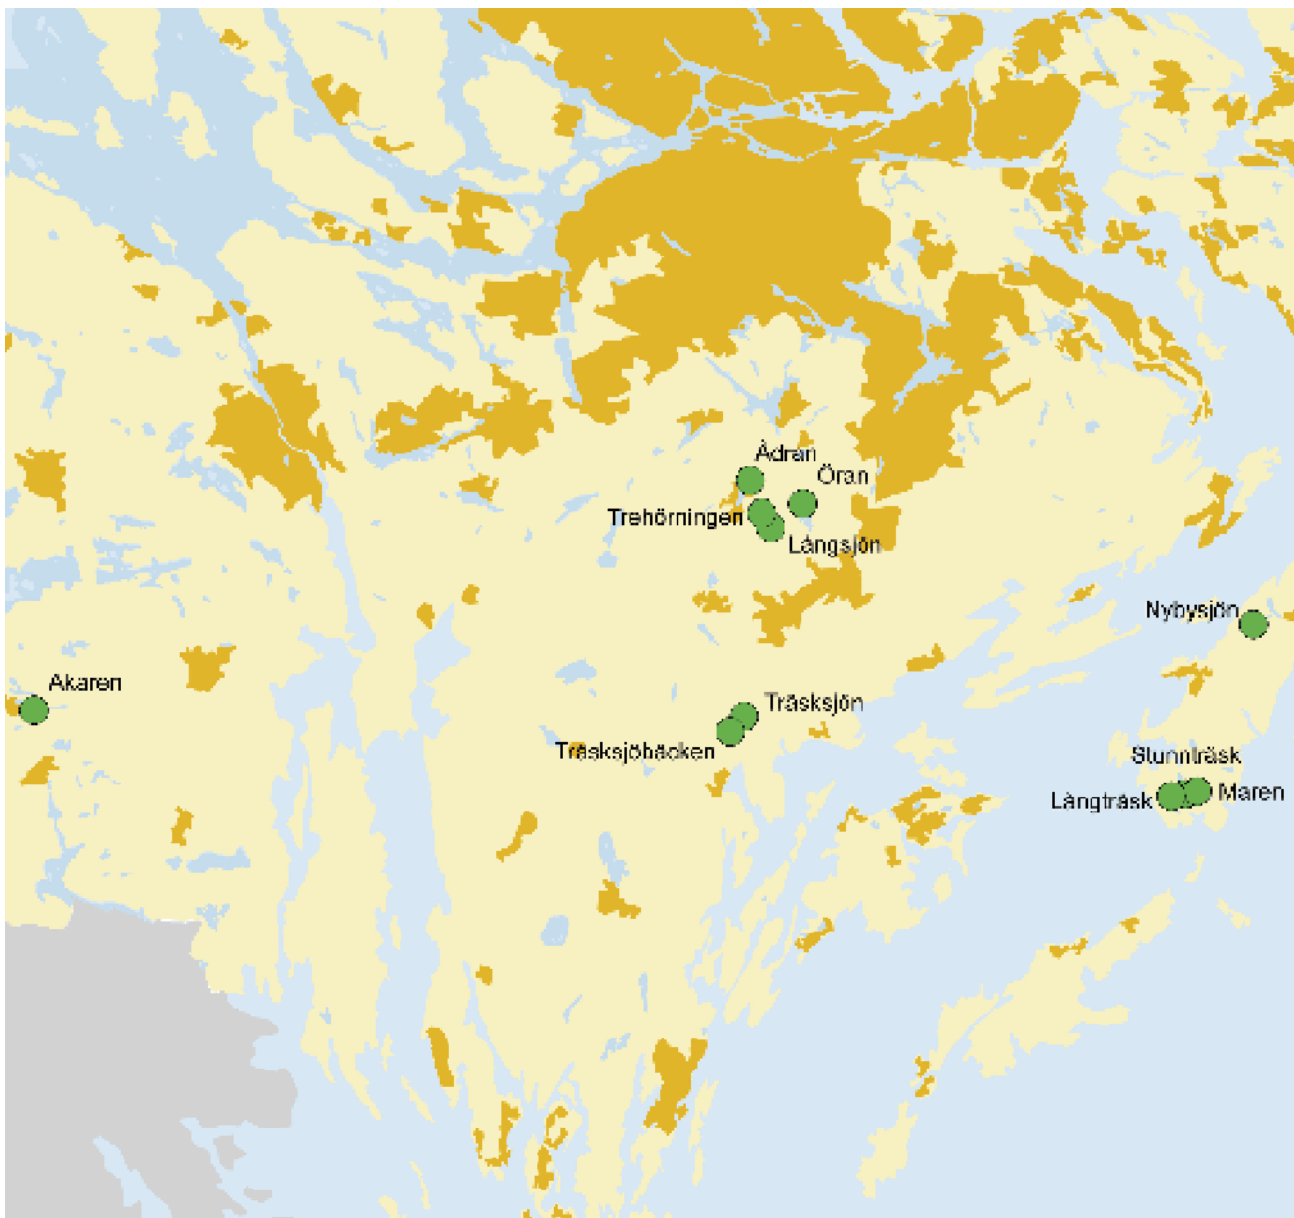 Ådran
Öran
Trehörningen
Långsjön
Nybysjön
Akaren
Träsksjön
Träsksjöbäcken
Stunnträsk
Maren
Långträsk